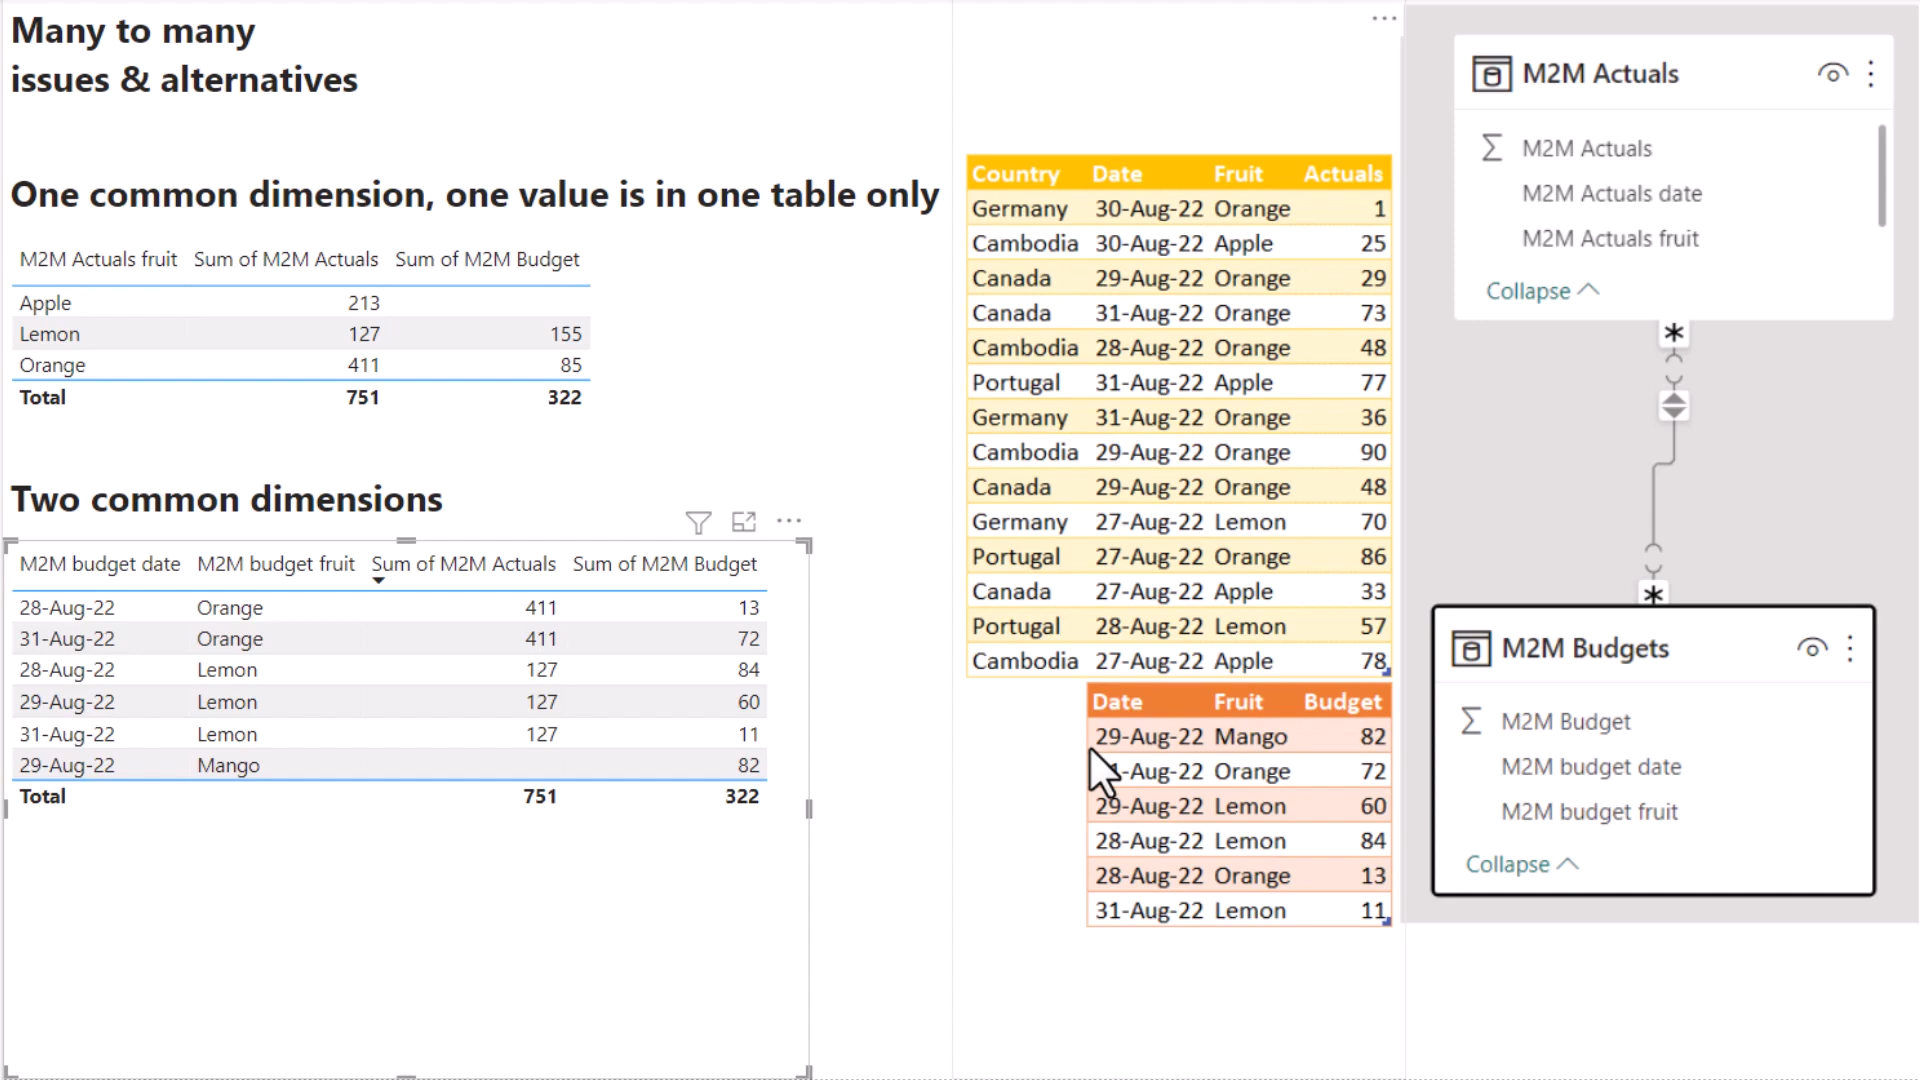 Many to many
issues & alternatives
One common dimension, one value is in one table only
M2M Actuals fruit Sum of M2M Actuals Sum of M2M Budget
Apple 213
Lemon 127 155
Orange 411 85
Total 751 322
Two common dimensions
M2M budget date M2M budget fruit Sum of M2M Actuals Sum of M2M Budget
28-Aug-22 Orange 411 13
31-Aug-22 Orange 411 72
28-Aug-22 Lemon 127 84
29-Aug-22 Lemon 127 60
31-Aug-22 Lemon 127 11
29-Aug-22 Mango 82
Total 751 322
Country Date Fruit Actuals
Germany 30-Aug-22 Orange 1
Cambodia 30-Aug-22 Apple 25
Canada 29-Aug-22 Orange 29
Canada 31-Aug-22 Orange 73
Cambodia 28-Aug-22 Orange 48
Portugal 31-Aug-22 Apple 77
Germany 31-Aug-22 Orange 36
Cambodia 29-Aug-22 Orange 90
Canada 29-Aug-22 Orange 48
Germany 27-Aug-22 Lemon 70
Portugal 27-Aug-22 Orange 86
Canada 27-Aug-22 Apple 33
Portugal 28-Aug-22 Lemon 57
Cambodia 27-Aug-22 Apple 78
Date Fruit Budget
29-Aug-22 Mango 82
-Aug-22 Orange 72
29-Aug-22 Lemon 60
28-Aug-22 Lemon 84
28-Aug-22 Orange 13
31-Aug-22 Lemon 11
M2M Actuals
∑ M2M Actuals
M2M Actuals date
M2M Actuals fruit
Collapse
*
*
M2M Budgets
∑ M2M Budget
M2M budget date
M2M budget fruit
Collapse